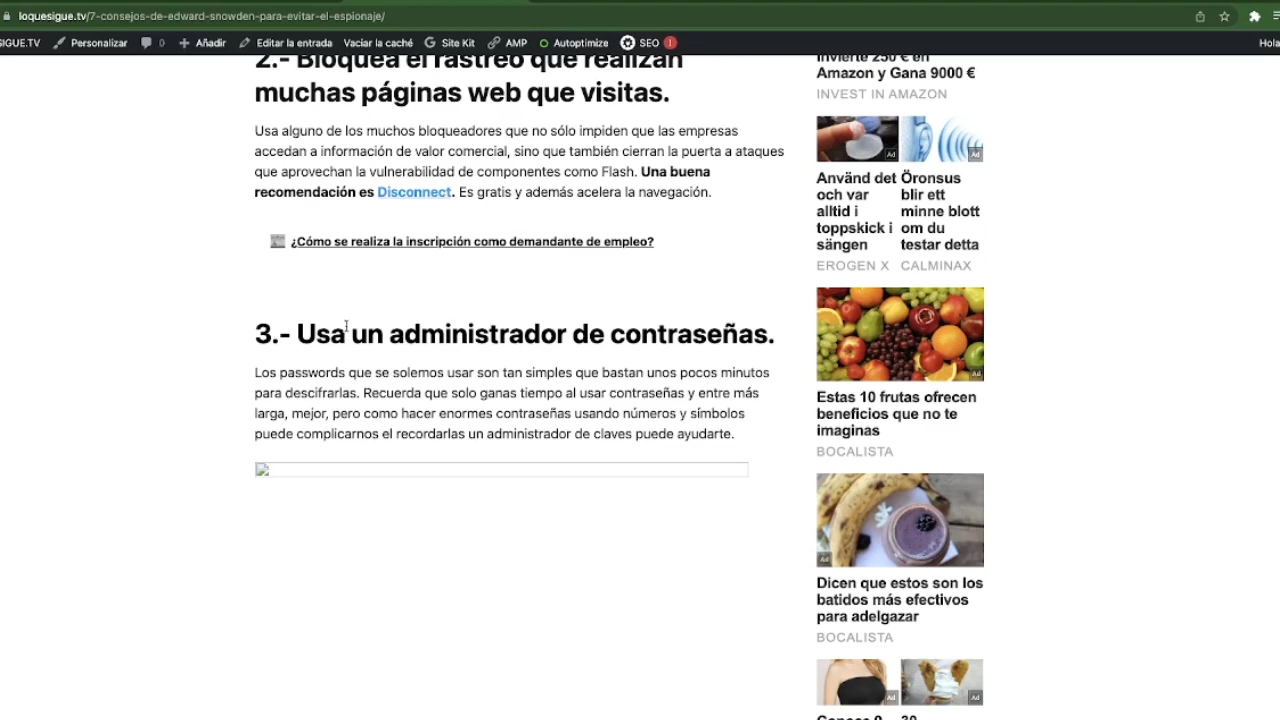 loquesigue.tv/7-consejos-de-edward-snowden-para-evitar-el-espionaje/
SIGUE.TV Personalizar 0 Añadir Editar la entrada Vaciar la caché Site Kit AMP Autoptimize SEO 1 Hola
2.- Bloquea el rastreo que realizan
muchas páginas web que visitas.
Usa alguno de los muchos bloqueadores que no sólo impiden que las empresas
accedan a información de valor comercial, sino que también cierran la puerta a ataques
que aprovechan la vulnerabilidad de componentes como Flash. Una buena
recomendación es Disconnect. Es gratis y además acelera la navegación.
¿Cómo se realiza la inscripción como demandante de empleo?
3.- Usa un administrador de contraseñas.
Los passwords que se solemos usar son tan simples que bastan unos pocos minutos
para descifrarlas. Recuerda que solo ganas tiempo al usar contraseñas y entre más
larga, mejor, pero como hacer enormes contraseñas usando números y símbolos
puede complicarnos el recordarlas un administrador de claves puede ayudarte.
Invierte 250 € en
Amazon y Gana 9000 €
INVEST IN AMAZON
Ad
Ad
Använd det
och var
alltid i
toppskick i
sängen
EROGEN X
Öronsus
blir ett
minne blott
om du
testar detta
CALMINAX
Ad
Estas 10 frutas ofrecen
beneficios que no te
imaginas
BOCALISTA
Ad
Dicen que estos son los
batidos más efectivos
para adelgazar
BOCALISTA
Ad
Ad